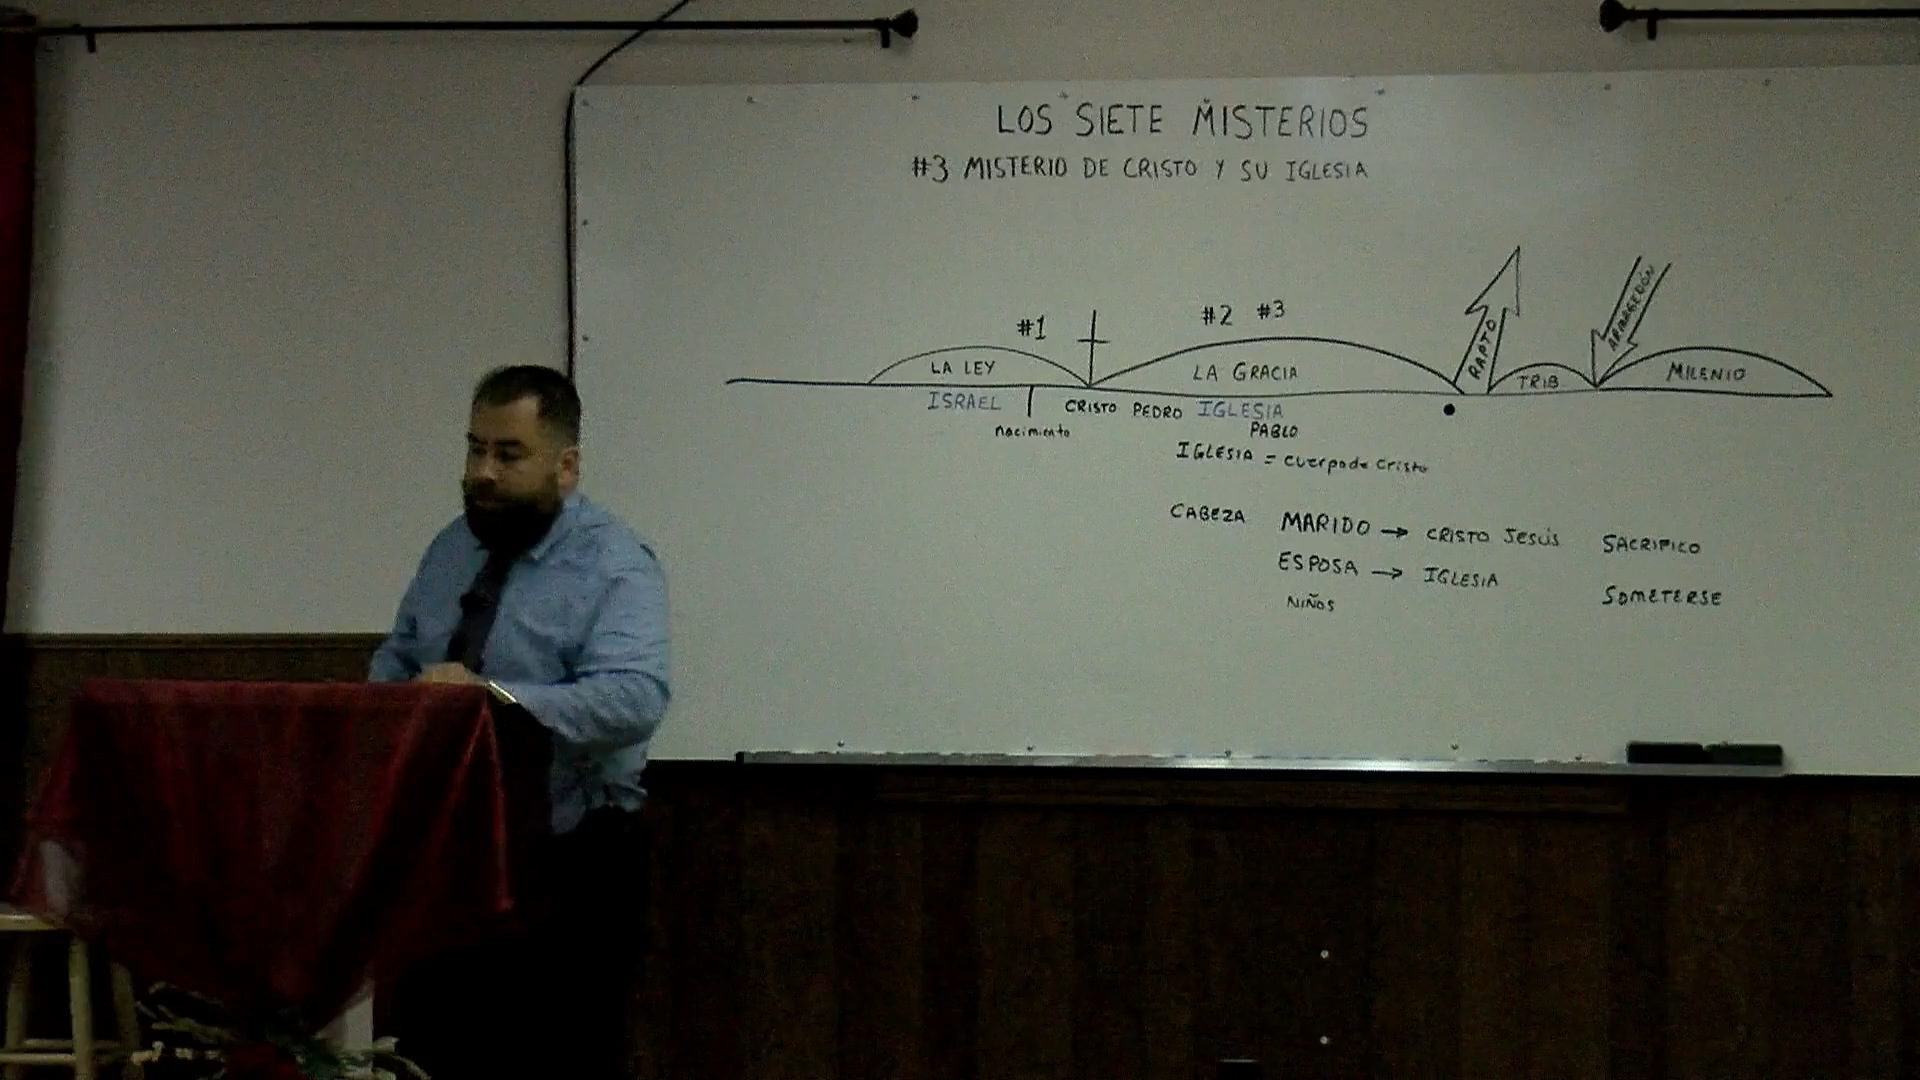 LOS SIETE MISTERIOS
#3 MISTERIO DE CRISTO Y SU IGLESIA
#1 #2 #3
LA LEY LA GRACIA RAPTO TRIB ARMAGEDÓN MILENIO
ISRAEL CRISTO PEDRO IGLESIA
nacimiento PABLO
IGLESIA = cuerpo de Cristo
CABEZA MARIDO → CRISTO JESÚS SACRIFICO
ESPOSA → IGLESIA SOMETERSE
NIÑOS